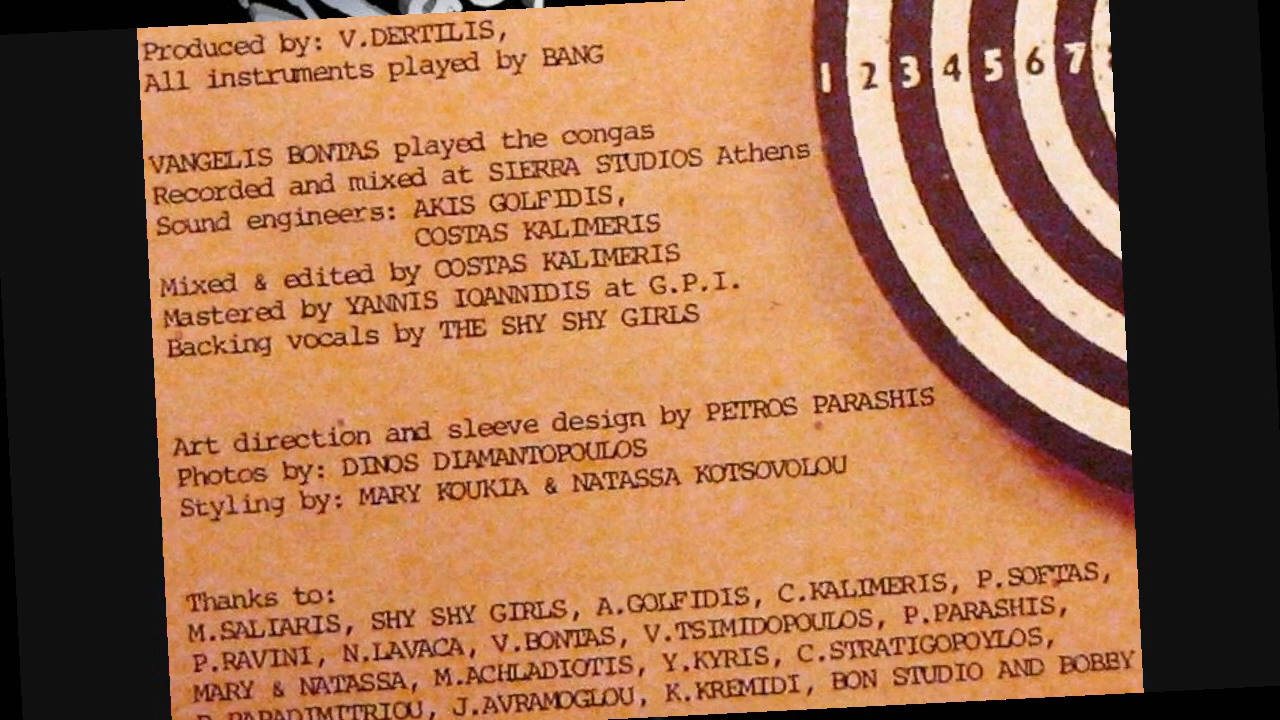 Produced by: V.DERTILIS,
All instruments played by BANG
VANGELIS BONTAS played the congas
Recorded and mixed at SIERRA STUDIOS Athens
Sound engineers: AKIS GOLFIDIS,
COSTAS KALIMERIS
Mixed & edited by COSTAS KALIMERIS
Mastered by YANNIS IOANNIDIS at G.P.I.
Backing vocals by THE SHY SHY GIRLS
Art direction and sleeve design by PETROS PARASHIS
Photos by: DINOS DIAMANTOPOULOS
Styling by: MARY KOUKIA & NATASSA KOTSOVOLOU
Thanks to:
M.SALIARIS, SHY SHY GIRLS, A.GOLFIDIS, C.KALIMERIS, P.SOFTAS,
P.RAVINI, N.LAVACA, V.BONTAS, V.TSIMIDOPOULOS, P.PARASHIS,
MARY & NATASSA, M.ACHLADIOTIS, Y.KYRIS, C.STRATIGOPOYLOS,
PAPADIMITRIOU, J.AVRAMOGLOU, K.KREMIDI, BON STUDIO AND BOBBY
1 2 3 4 5 6 7